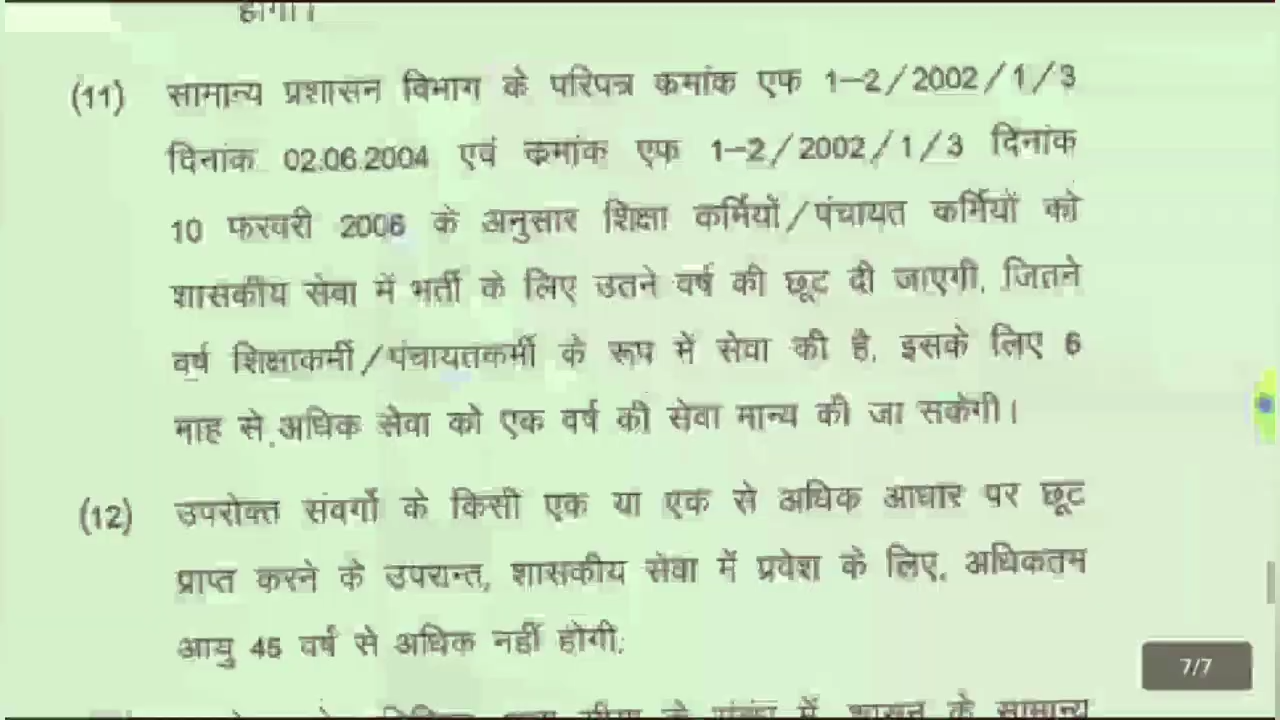 होगा।
(11) सामान्य प्रशासन विभाग के परिपत्र कमांक एफ 1-2/2002/1/3
दिनांक 02.06.2004 एवं कमांक एफ 1-2/2002/1/3 दिनांक
10 फरवरी 2006 के अनुसार शिक्षा कर्मियों/पंचायत कर्मियों को
शासकीय सेवा में भर्ती के लिए उतने वर्ष की छूट दी जाएगी, जितने
वर्ष शिक्षाकर्मी/पंचायतकर्मी के रूप में सेवा की है, इसके लिए 6
माह से अधिक सेवा को एक वर्ष की सेवा मान्य की जा सकेगी।
(12) उपरोक्त संवर्गो के किसी एक या एक से अधिक आधार पर छूट
प्राप्त करने के उपरान्त, शासकीय सेवा में प्रवेश के लिए, अधिकतम
आयु 45 वर्ष से अधिक नहीं होगी;
में शासन के सामान्य
7/7